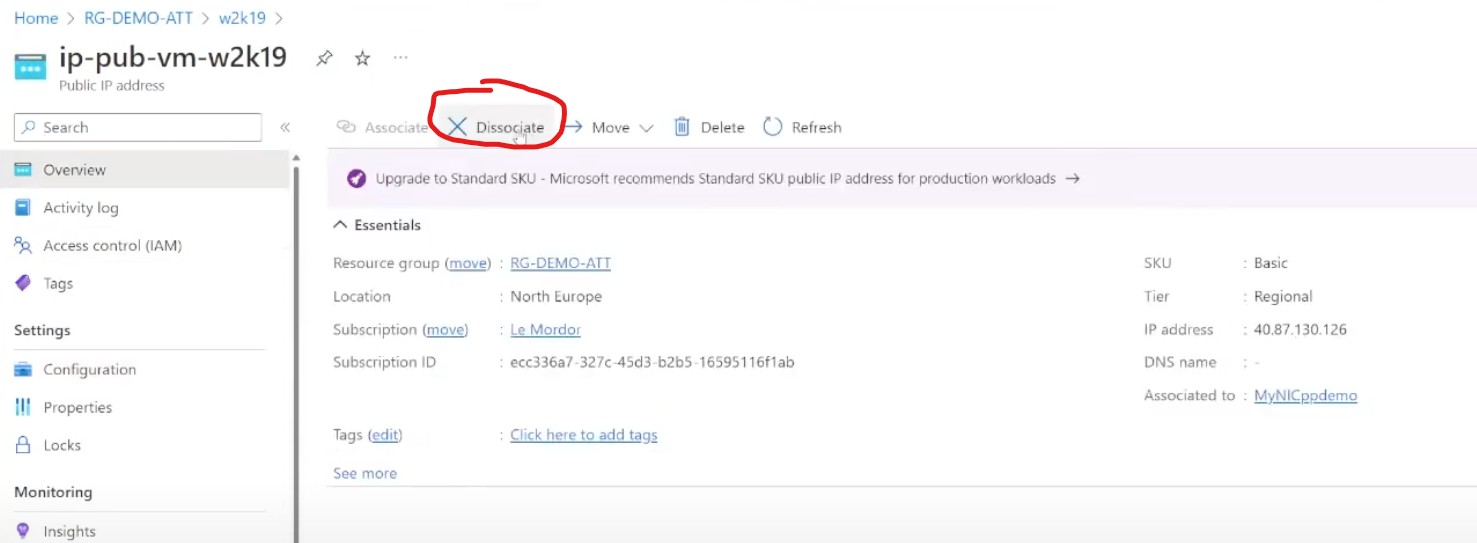 Home > RG-DEMO-ATT > w2k19 >
ip-pub-vm-w2k19 ...
Public IP address
Search «
Associate Dissociate Move Delete Refresh
Overview
Activity log
Access control (IAM)
Tags
Settings
Configuration
Properties
Locks
Monitoring
Insights
Upgrade to Standard SKU - Microsoft recommends Standard SKU public IP address for production workloads →
Essentials
Resource group (move) : RG-DEMO-ATT
Location : North Europe
Subscription (move) : Le Mordor
Subscription ID : ecc336a7-327c-45d3-b2b5-16595116f1ab
SKU : Basic
Tier : Regional
IP address : 40.87.130.126
DNS name : -
Associated to : MyNICppdemo
Tags (edit) : Click here to add tags
See more